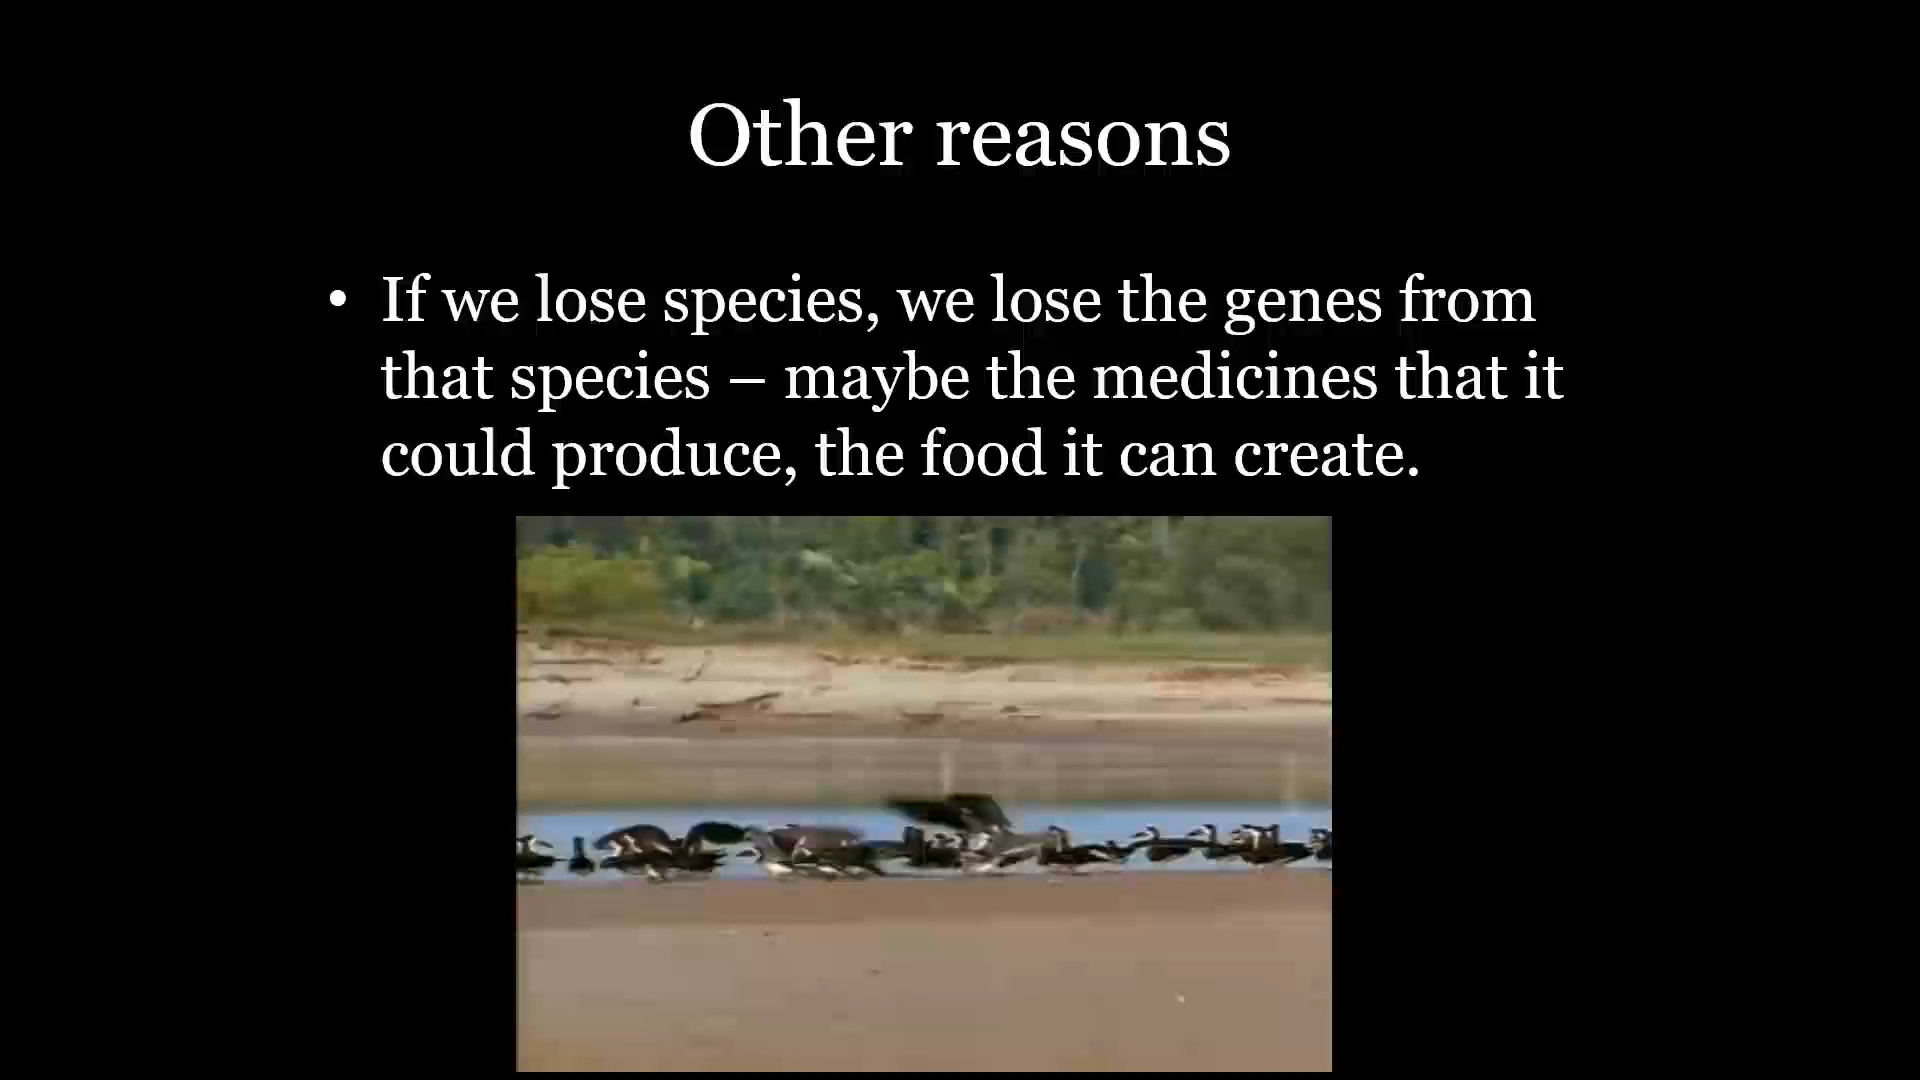 Other reasons
• If we lose species, we lose the genes from
that species – maybe the medicines that it
could produce, the food it can create.